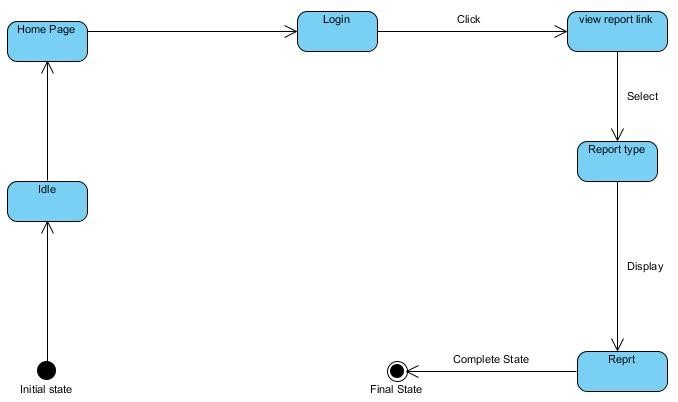 Home Page
Login
Click
view report link
Select
Report type
Idle
Display
Reprt
Complete State
Initial state
Final State